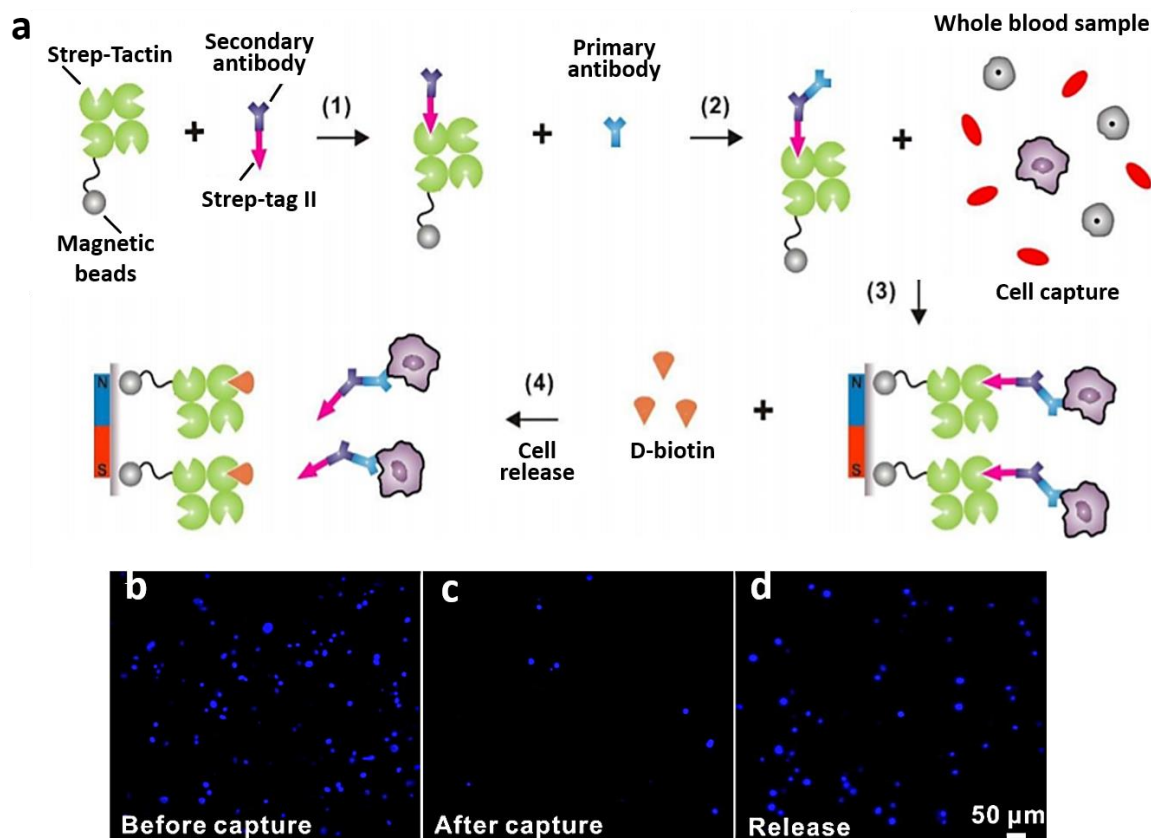 a
Strep-Tactin
Secondary
antibody
Strep-tag II
Magnetic
beads
(1)
Primary
antibody
(2)
Whole blood sample
Cell capture
(3)
N
S
N
S
(4)
Cell
release
D-biotin
b
Before capture
c
After capture
d
Release
50 µm